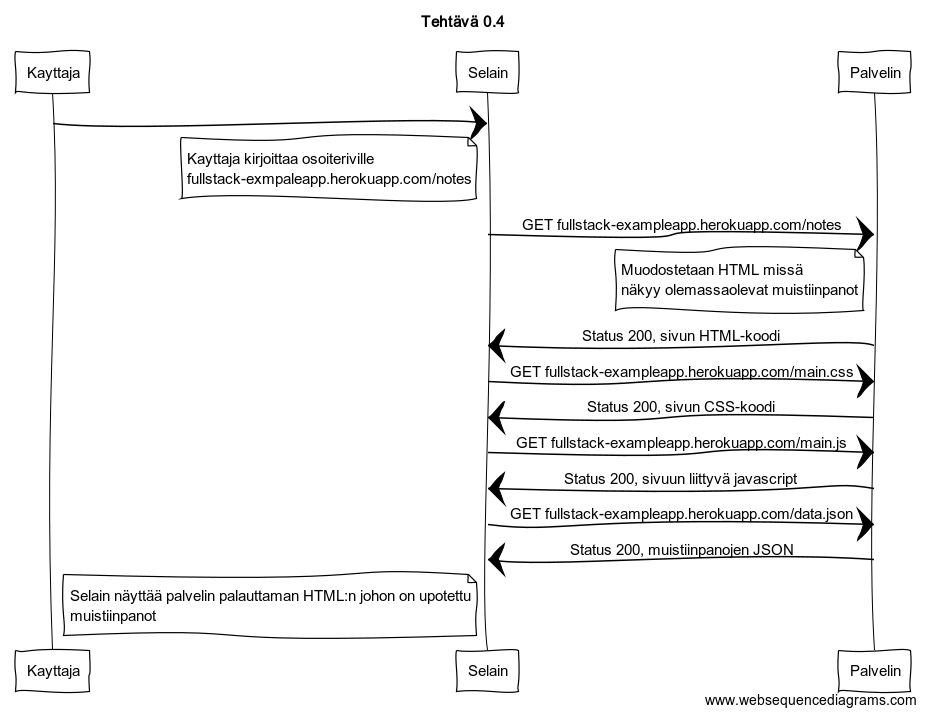 Tehtävä 0.4
Kayttaja
Selain
Palvelin
Kayttaja kirjoittaa osoiteriville
fullstack-exmpaleapp.herokuapp.com/notes
GET fullstack-exampleapp.herokuapp.com/notes
Muodostetaan HTML missä
näkyy olemassaolevat muistiinpanot
Status 200, sivun HTML-koodi
GET fullstack-exampleapp.herokuapp.com/main.css
Status 200, sivun CSS-koodi
GET fullstack-exampleapp.herokuapp.com/main.js
Status 200, sivuun liittyvä javascript
GET fullstack-exampleapp.herokuapp.com/data.json
Status 200, muistiinpanojen JSON
Selain näyttää palvelin palauttaman HTML:n johon on upotettu
muistiinpanot
Kayttaja
Selain
Palvelin
www.websequencediagrams.com